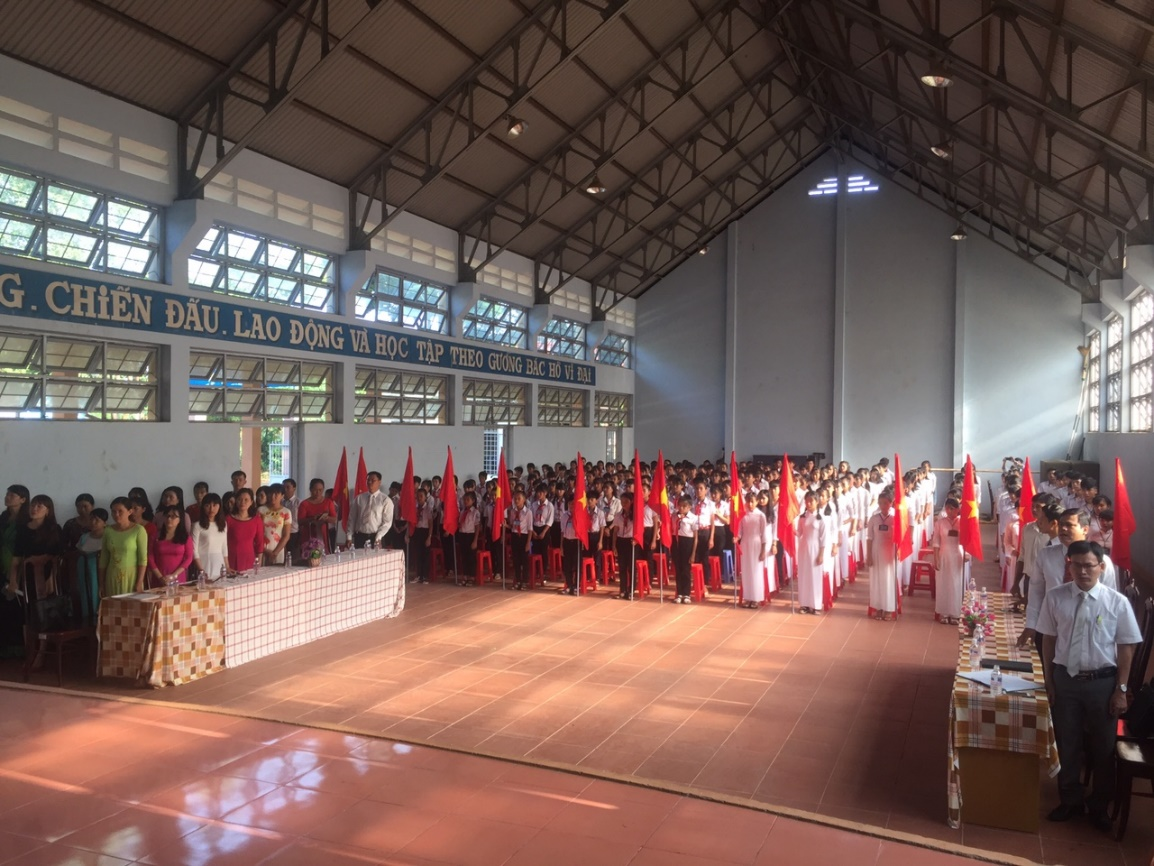 G. CHiẾN ĐẤU. LAO ĐỘNG VÀ HỌC TẬP THEO GƯƠNG BÁC HỒ VĨ ĐẠI